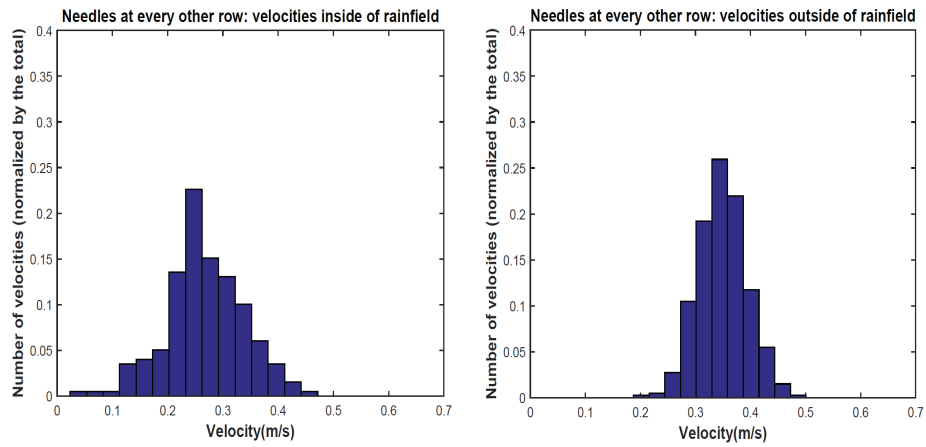 Needles at every other row: velocities inside of rainfield
Number of velocities (normalized by the total)
0.4
0.35
0.3
0.25
0.2
0.15
0.1
0.05
0
0 0.1 0.2 0.3 0.4 0.5 0.6 0.7
Velocity(m/s)
Needles at every other row: velocities outside of rainfield
Number of velocities (normalized by the total)
0.4
0.35
0.3
0.25
0.2
0.15
0.1
0.05
0
0 0.1 0.2 0.3 0.4 0.5 0.6 0.7
Velocity(m/s)